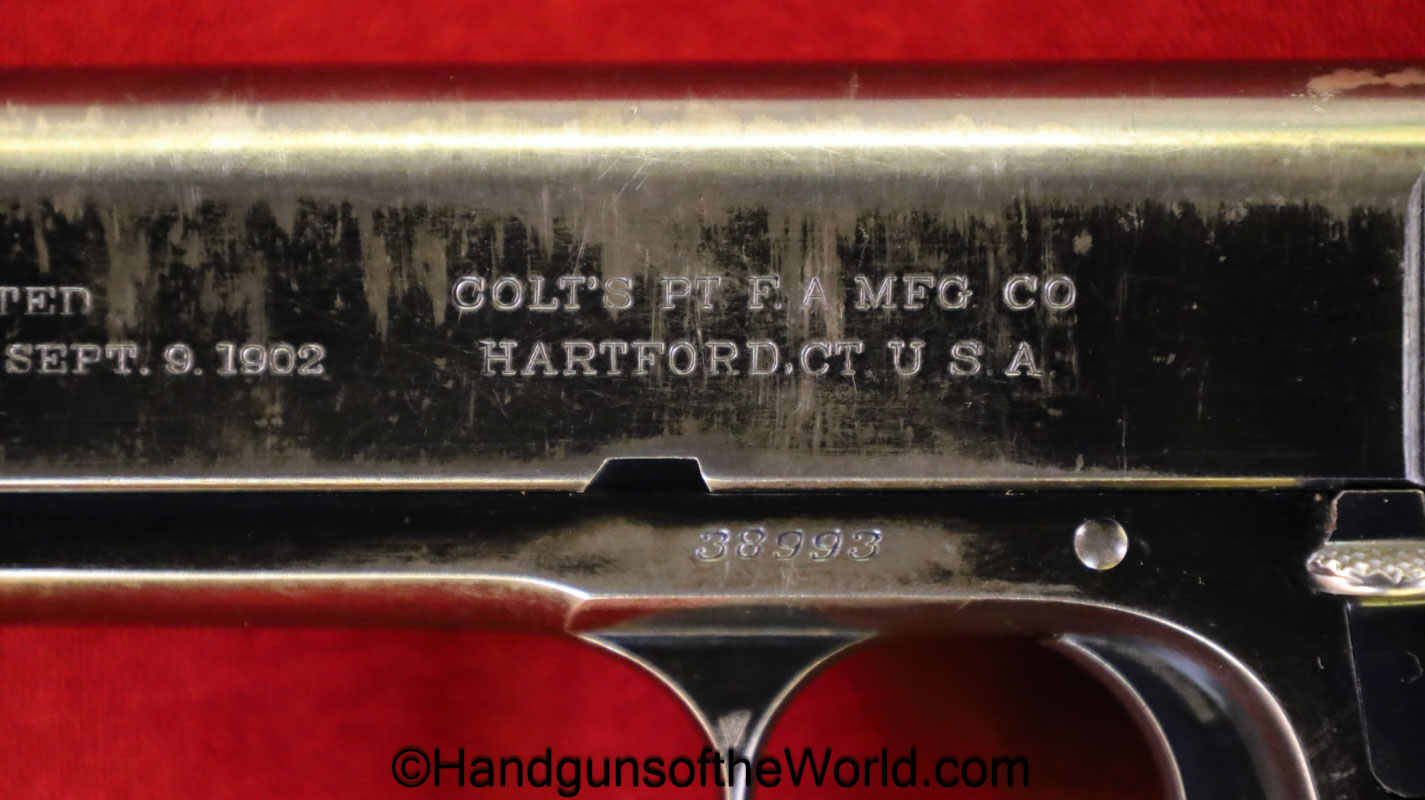 TED
SEPT. 9. 1902
COLT'S PT F. A MFG CO
HARTFORD, CT. U S A
38993
©HandgunsoftheWorld.com